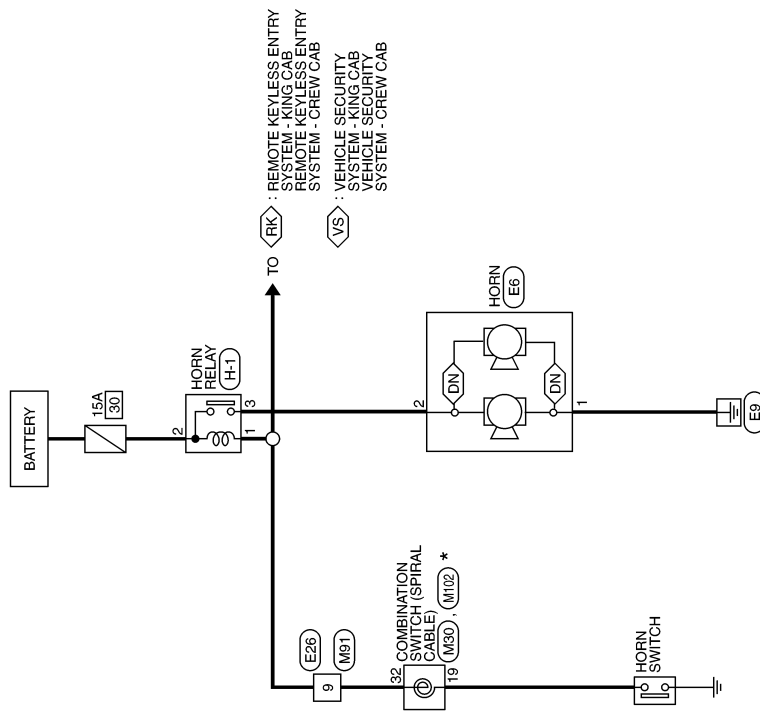 BATTERY
15A
30
2
HORN
RELAY
H-1
1
3
TO
RK
: REMOTE KEYLESS ENTRY
SYSTEM - KING CAB
REMOTE KEYLESS ENTRY
SYSTEM - CREW CAB
VS
: VEHICLE SECURITY
SYSTEM - KING CAB
VEHICLE SECURITY
SYSTEM - CREW CAB
E26
9
M91
32
COMBINATION
SWITCH (SPIRAL
CABLE)
M30 , M102 *
19
HORN
SWITCH
2
HORN
E6
DN
DN
1
E9